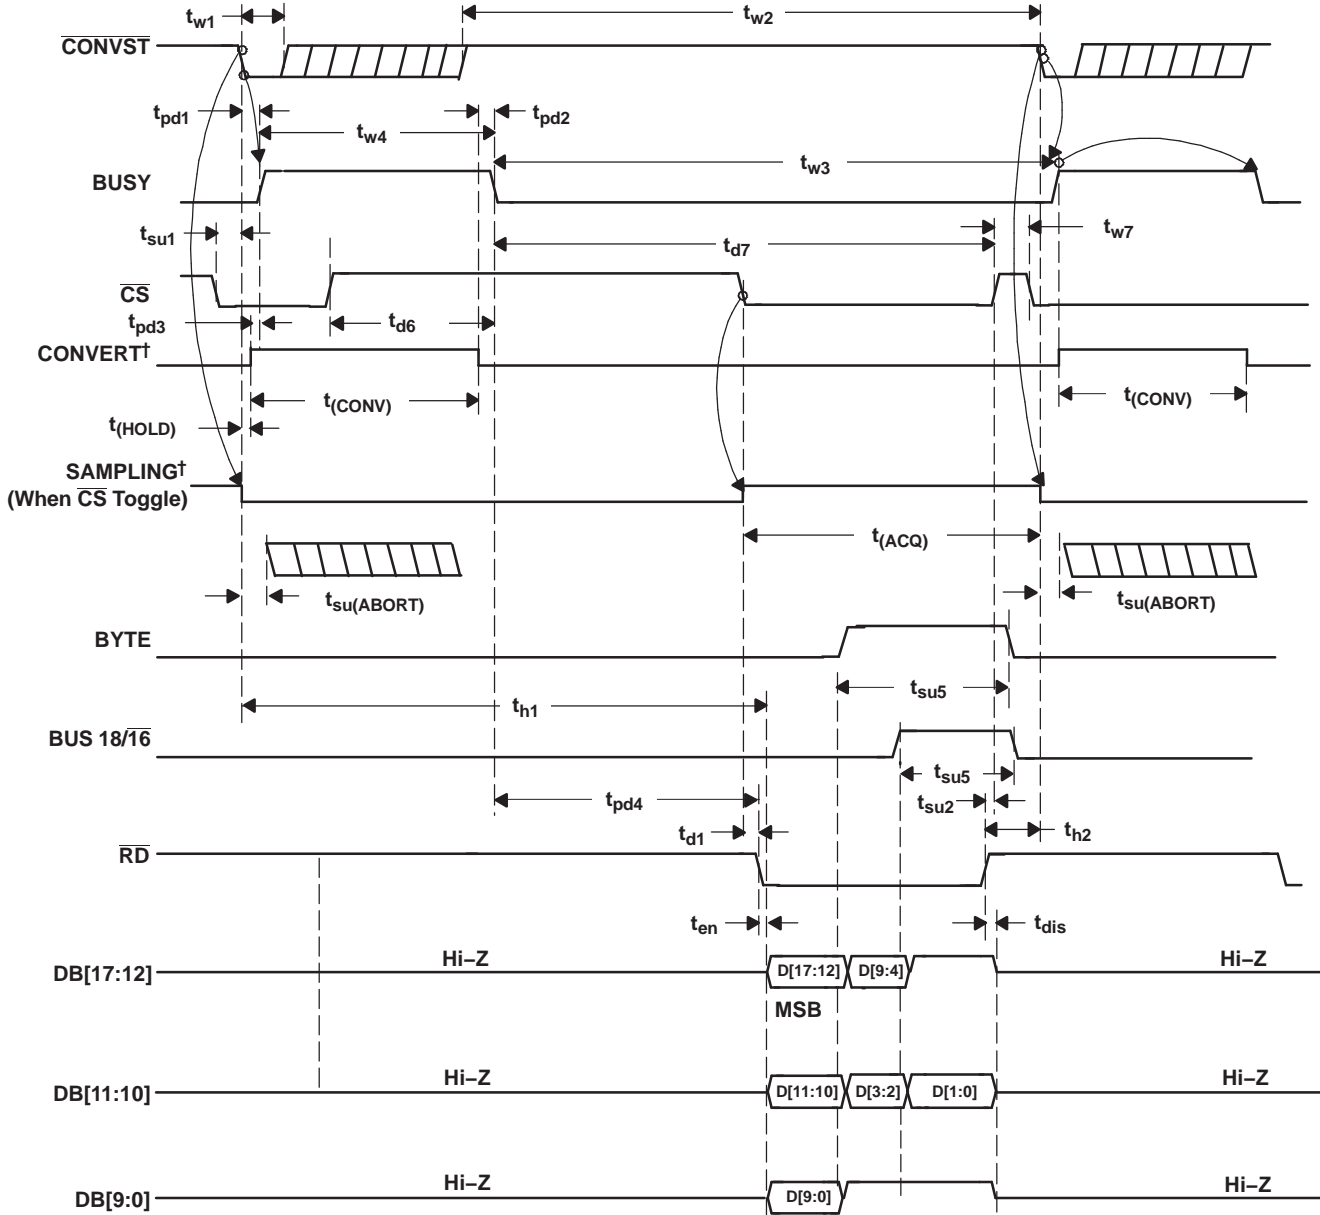 tw1
tw2
CONVST
tpd1
tw4
tpd2
tw3
BUSY
tsu1
td7
tw7
CS
tpd3
td6
CONVERT†
t(CONV)
t(CONV)
t(HOLD)
SAMPLING†
(When CS Toggle)
t(ACQ)
tsu(ABORT)
tsu(ABORT)
BYTE
tsu5
th1
BUS 18/16
tsu5
tpd4
tsu2
td1
th2
RD
ten
tdis
Hi–Z
Hi–Z
DB[17:12]
D[17:12]
D[9:4]
MSB
Hi–Z
Hi–Z
DB[11:10]
D[11:10]
D[3:2]
D[1:0]
Hi–Z
Hi–Z
DB[9:0]
D[9:0]